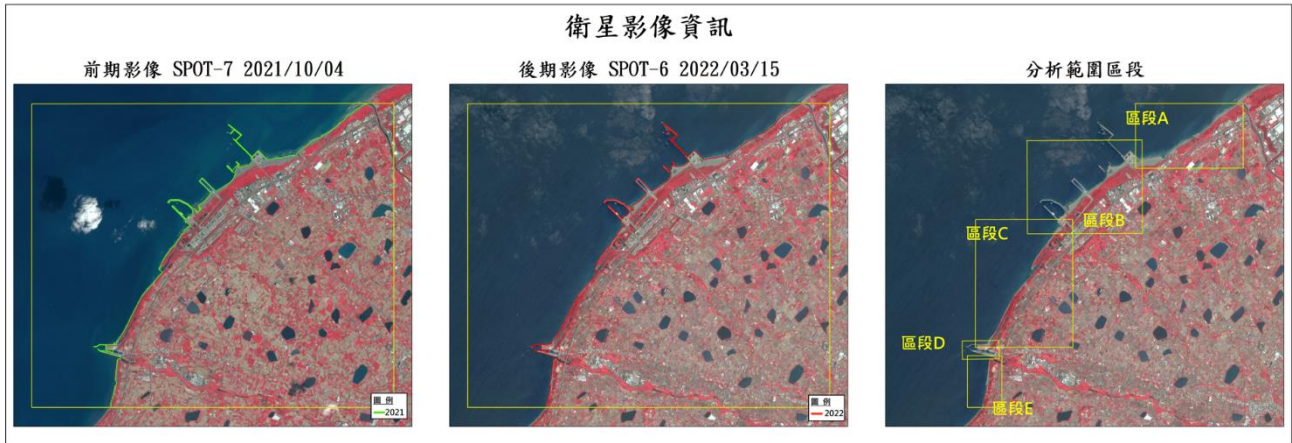 衛星影像資訊
前期影像 SPOT-7 2021/10/04
後期影像 SPOT-6 2022/03/15
分析範圍區段
區段A
區段B
區段C
區段D
區段E
圖 例
2021
圖 例
2022